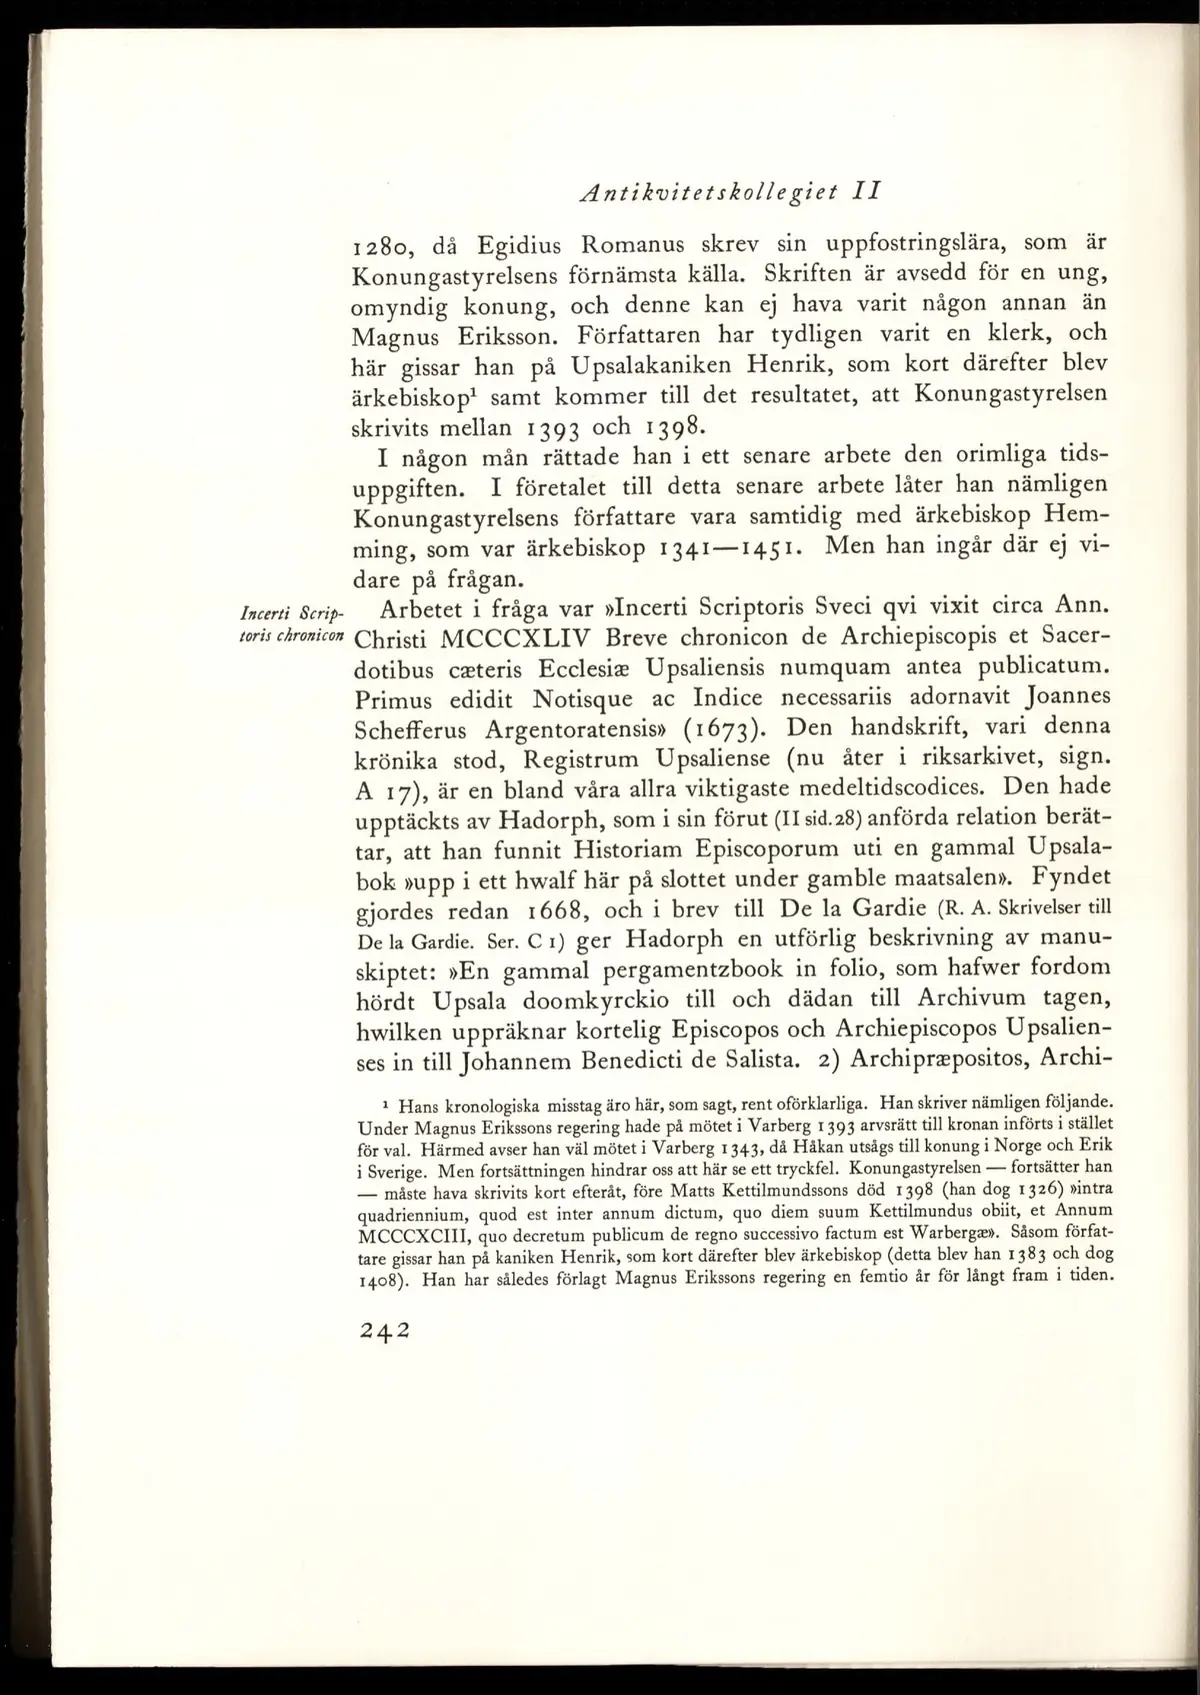 Antikvitetskollegiet II
1280, då Egidius Romanus skrev sin uppfostringslära, som är
Konungastyrelsens förnämsta källa. Skriften är avsedd för en ung,
omyndig konung, och denne kan ej hava varit någon annan än
Magnus Eriksson. Författaren har tydligen varit en klerk, och
här gissar han på Upsalakaniken Henrik, som kort därefter blev
ärkebiskop¹ samt kommer till det resultatet, att Konungastyrelsen
skrivits mellan 1393 och 1398.
I någon mån rättade han i ett senare arbete den orimliga tids-
uppgiften. I företalet till detta senare arbete låter han nämligen
Konungastyrelsens författare vara samtidig med ärkebiskop Hem-
ming, som var ärkebiskop 1341—1451. Men han ingår där ej vi-
dare på frågan.
Incerti Scrip-
toris chronicon
Arbetet i fråga var »Incerti Scriptoris Sveci qvi vixit circa Ann.
Christi MCCCXLIV Breve chronicon de Archiepiscopis et Sacer-
dotibus cæteris Ecclesiæ Upsaliensis numquam antea publicatum.
Primus edidit Notisque ac Indice necessariis adornavit Joannes
Schefferus Argentoratensis» (1673). Den handskrift, vari denna
krönika stod, Registrum Upsaliense (nu åter i riksarkivet, sign.
A 17), är en bland våra allra viktigaste medeltidscodices. Den hade
upptäckts av Hadorph, som i sin förut (II sid.28) anförda relation berät-
tar, att han funnit Historiam Episcoporum uti en gammal Upsala-
bok »upp i ett hwalf här på slottet under gamble maatsalen». Fyndet
gjordes redan 1668, och i brev till De la Gardie (R. A. Skrivelser till
De la Gardie. Ser. C 1) ger Hadorph en utförlig beskrivning av manu-
skiptet: »En gammal pergamentzbook in folio, som hafwer fordom
hördt Upsala doomkyrckio till och dädan till Archivum tagen,
hwilken uppräknar kortelig Episcopos och Archiepiscopos Upsalien-
ses in till Johannem Benedicti de Salista. 2) Archipræpositos, Archi-
¹ Hans kronologiska misstag äro här, som sagt, rent oförklarliga. Han skriver nämligen följande.
Under Magnus Erikssons regering hade på mötet i Varberg 1393 arvsrätt till kronan införts i stället
för val. Härmed avser han väl mötet i Varberg 1343, då Håkan utsågs till konung i Norge och Erik
i Sverige. Men fortsättningen hindrar oss att här se ett tryckfel. Konungastyrelsen — fortsätter han
— måste hava skrivits kort efteråt, före Matts Kettilmundssons död 1398 (han dog 1326) »intra
quadriennium, quod est inter annum dictum, quo diem suum Kettilmundus obiit, et Annum
MCCCXCIII, quo decretum publicum de regno successivo factum est Warbergæ». Såsom förfat-
tare gissar han på kaniken Henrik, som kort därefter blev ärkebiskop (detta blev han 1383 och dog
1408). Han har således förlagt Magnus Erikssons regering en femtio år för långt fram i tiden.
242